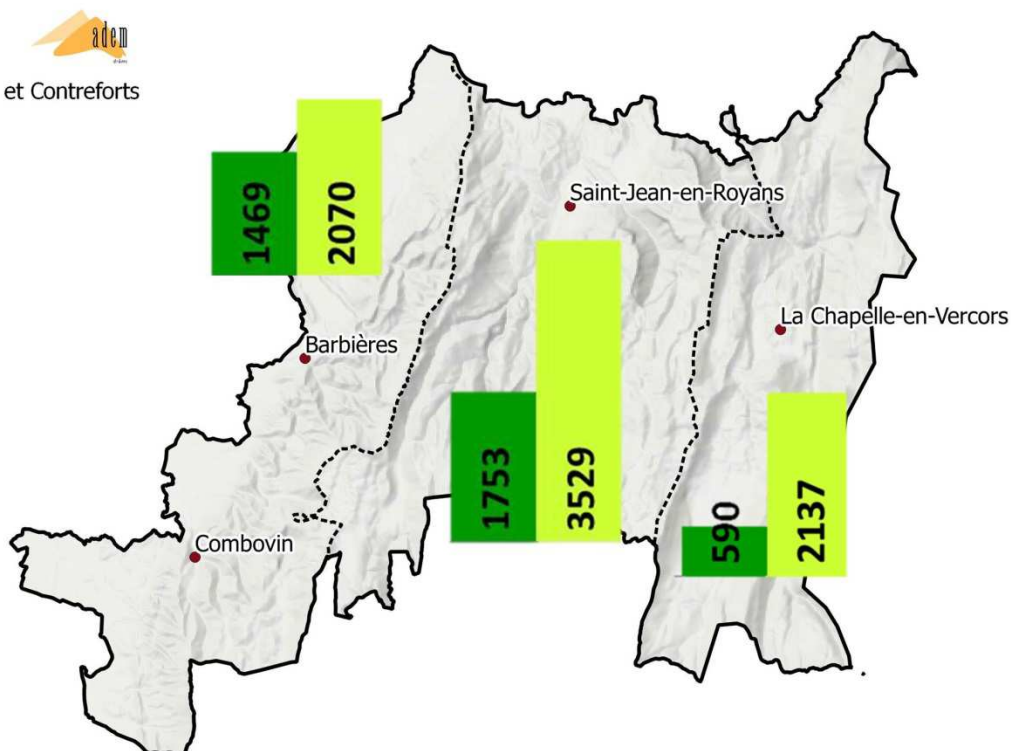 adem
et Contreforts
1469
2070
Saint-Jean-en-Royans
La Chapelle-en-Vercors
Barbières
1753
3529
590
2137
Combovin